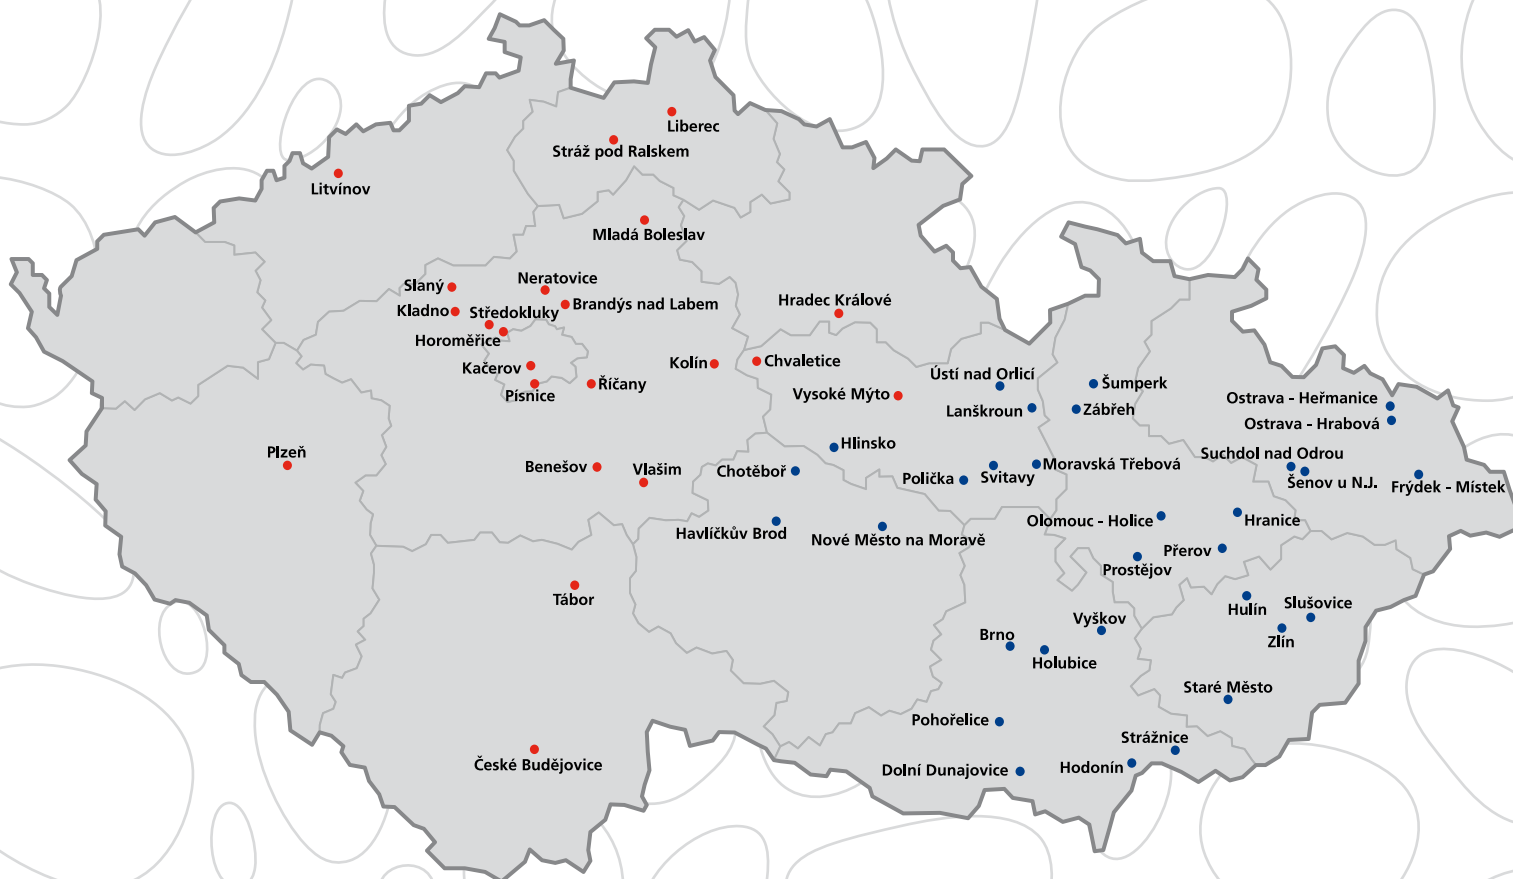 Liberec
Stráž pod Ralskem
Litvínov
Mladá Boleslav
Neratovice
Slaný
Brandýs nad Labem
Kladno
Středokluky
Hradec Králové
Horoměřice
Kačerov
Kolín
Chvaletice
Písnice
Říčany
Vysoké Mýto
Ústí nad Orlicí
Lanškroun
Šumperk
Zábřeh
Ostrava - Heřmanice
Ostrava - Hrabová
Hlinsko
Plzeň
Benešov
Vlašim
Chotěboř
Polička
Svitavy
Moravská Třebová
Suchdol nad Odrou
Šenov u N.J.
Frýdek - Místek
Havlíčkův Brod
Nové Město na Moravě
Olomouc - Holice
Hranice
Přerov
Prostějov
Tábor
Hulín
Slušovice
Vyškov
Brno
Zlín
Holubice
Staré Město
Pohořelice
Strážnice
České Budějovice
Dolní Dunajovice
Hodonín